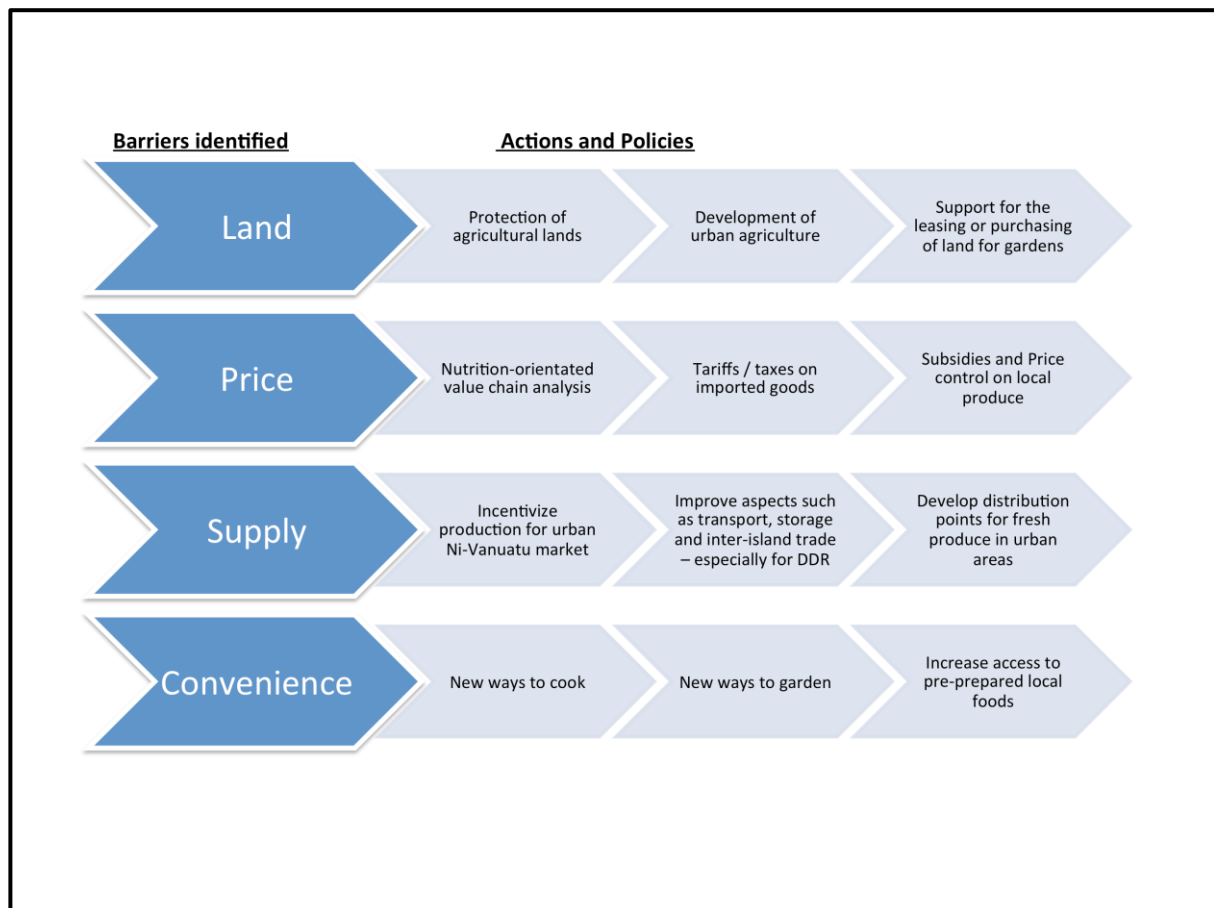 Barriers identified
Actions and Policies
Land
Protection of
agricultural lands
Development of
urban agriculture
Support for the
leasing or purchasing
of land for gardens
Price
Nutrition-orientated
value chain analysis
Tariffs / taxes on
imported goods
Subsidies and Price
control on local
produce
Supply
Incentivize
production for urban
Ni-Vanuatu market
Improve aspects such
as transport, storage
and inter-island trade
– especially for DDR
Develop distribution
points for fresh
produce in urban
areas
Convenience
New ways to cook
New ways to garden
Increase access to
pre-prepared local
foods